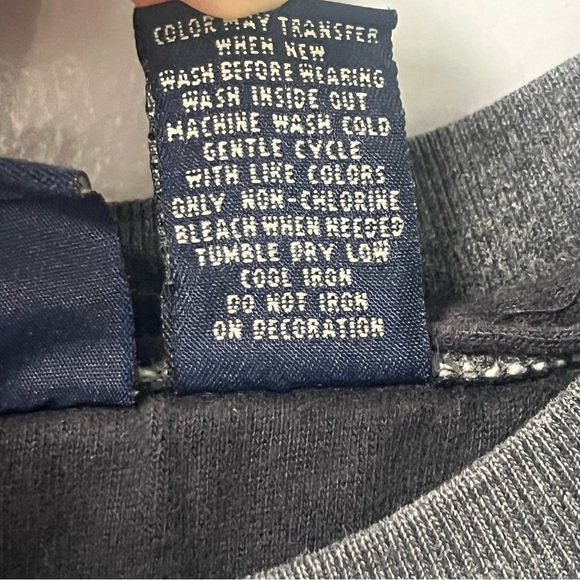 COLOR MAY TRANSFER
WHEN NEW
WASH BEFORE WEARING
WASH INSIDE OUT
MACHINE WASH COLD
GENTLE CYCLE
WITH LIKE COLORS
ONLY NON-CHLORINE
BLEACH WHEN NEEDED
TUMBLE DRY LOW
COOL IRON
DO NOT IRON
ON DECORATION